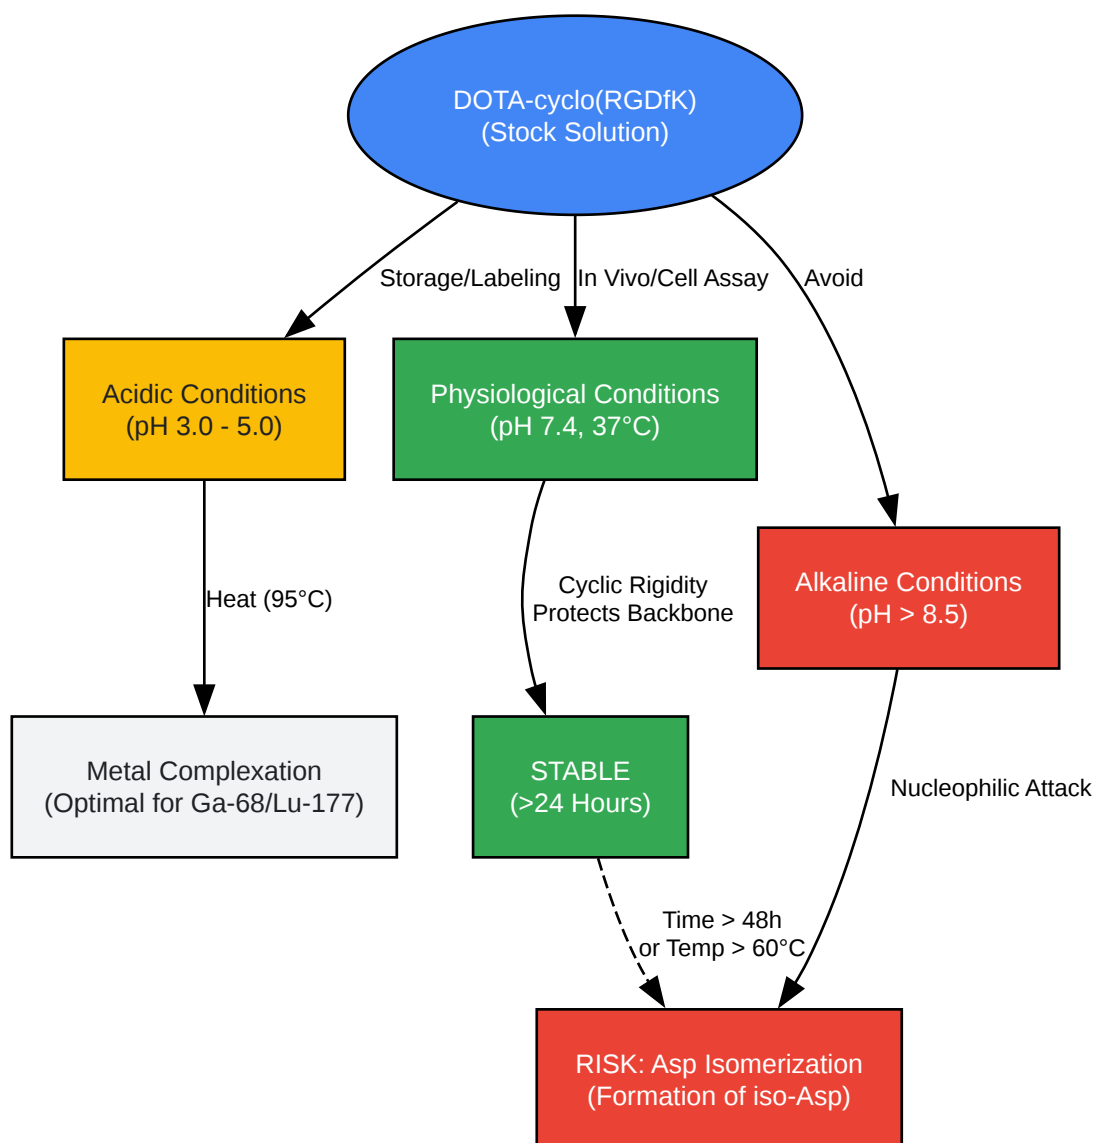 DOTA-cyclo(RGDfK)
(Stock Solution)
Storage/Labeling
In Vivo/Cell Assay
Avoid
Acidic Conditions
(pH 3.0 - 5.0)
Physiological Conditions
(pH 7.4, 37°C)
Alkaline Conditions
(pH > 8.5)
Heat (95°C)
Cyclic Rigidity
Protects Backbone
Metal Complexation
(Optimal for Ga-68/Lu-177)
STABLE
(>24 Hours)
Nucleophilic Attack
Time > 48h
or Temp > 60°C
RISK: Asp Isomerization
(Formation of iso-Asp)